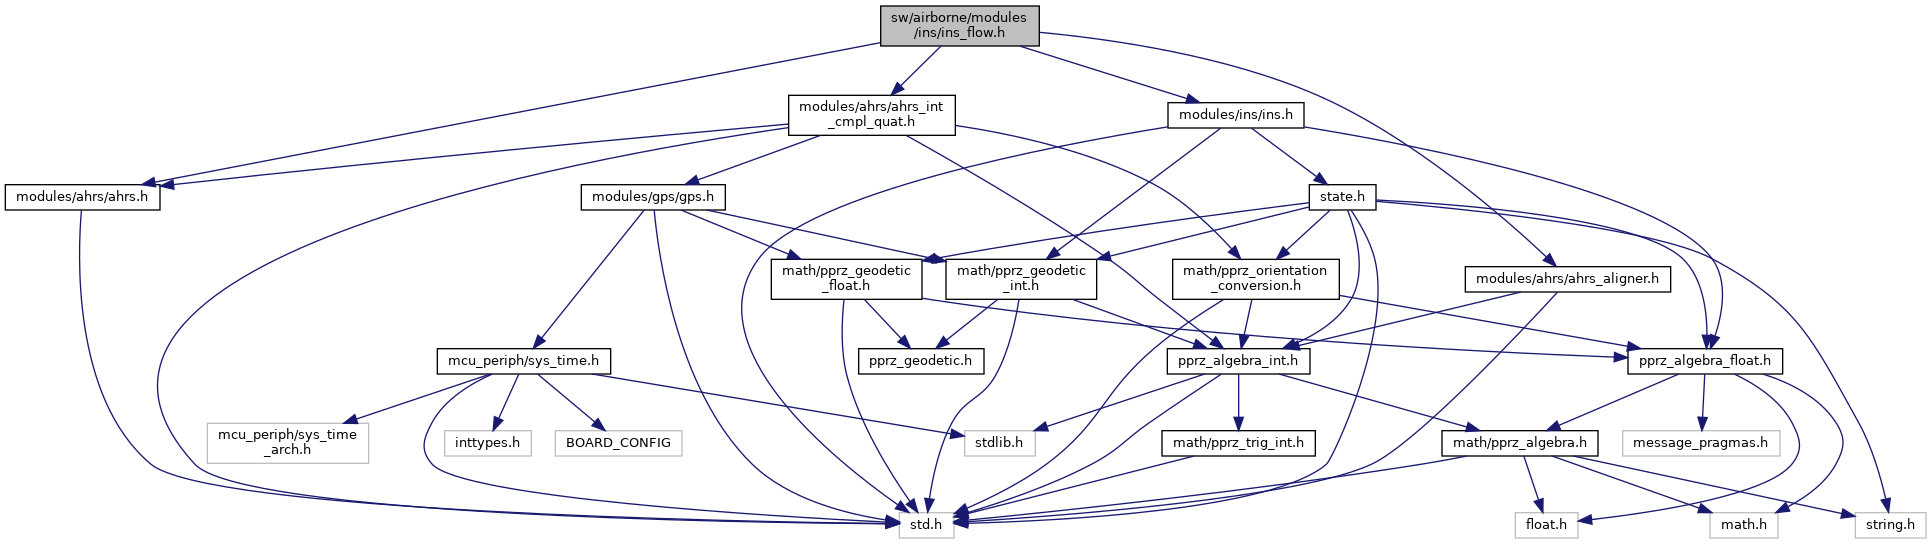 sw/airborne/modules
/ins/ins_flow.h
modules/ahrs/ahrs_int
_cmpl_quat.h
modules/ins/ins.h
modules/ahrs/ahrs.h
modules/gps/gps.h
state.h
math/pprz_geodetic
_float.h
math/pprz_geodetic
_int.h
math/pprz_orientation
_conversion.h
modules/ahrs/ahrs_aligner.h
mcu_periph/sys_time.h
pprz_geodetic.h
pprz_algebra_int.h
pprz_algebra_float.h
mcu_periph/sys_time
_arch.h
inttypes.h
BOARD_CONFIG
stdlib.h
math/pprz_trig_int.h
math/pprz_algebra.h
message_pragmas.h
std.h
float.h
math.h
string.h